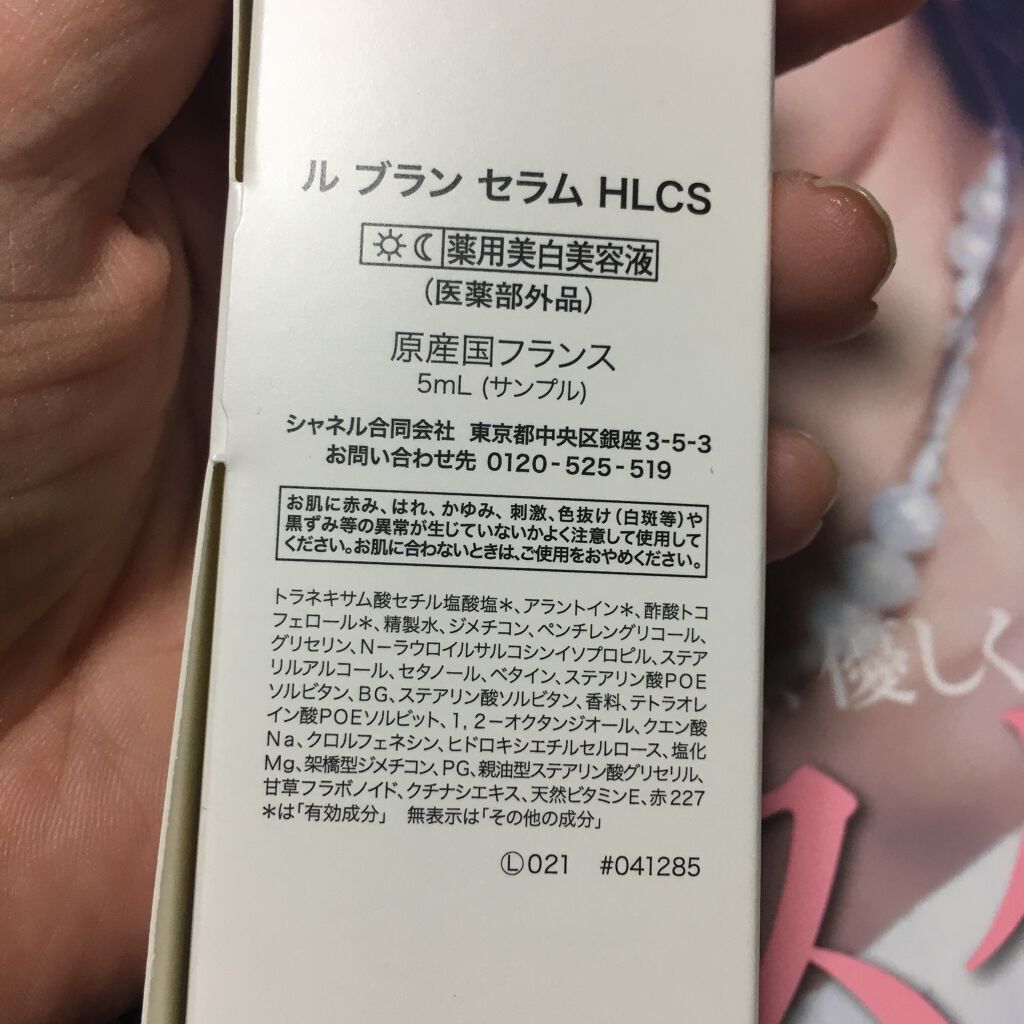 ル ブラン セラム HLCS
薬用美白美容液
(医薬部外品)
原産国フランス
5mL (サンプル)
シャネル合同会社 東京都中央区銀座3-5-3
お問い合わせ先 0120-525-519
お肌に赤み、はれ、かゆみ、刺激、色抜け(白斑等)や
黒ずみ等の異常が生じていないかよく注意して使用して
ください。お肌に合わないときは、ご使用をおやめください。
トラネキサム酸セチル塩酸塩*、アラントイン*、酢酸トコ
フェロール*、精製水、ジメチコン、ペンチレングリコール、
グリセリン、N-ラウロイルサルコシンイソプロピル、ステア
リルアルコール、セタノール、ベタイン、ステアリン酸POE
ソルビタン、BG、ステアリン酸ソルビタン、香料、テトラオレ
イン酸POEソルビット、1,2-オクタンジオール、クエン酸
Na、クロルフェネシン、ヒドロキシエチルセルロース、塩化
Mg、架橋型ジメチコン、PG、親油型ステアリン酸グリセリル、
甘草フラボノイド、クチナシエキス、天然ビタミンE、赤227
*は「有効成分」 無表示は「その他の成分」
Ⓛ021 #041285
、優しく